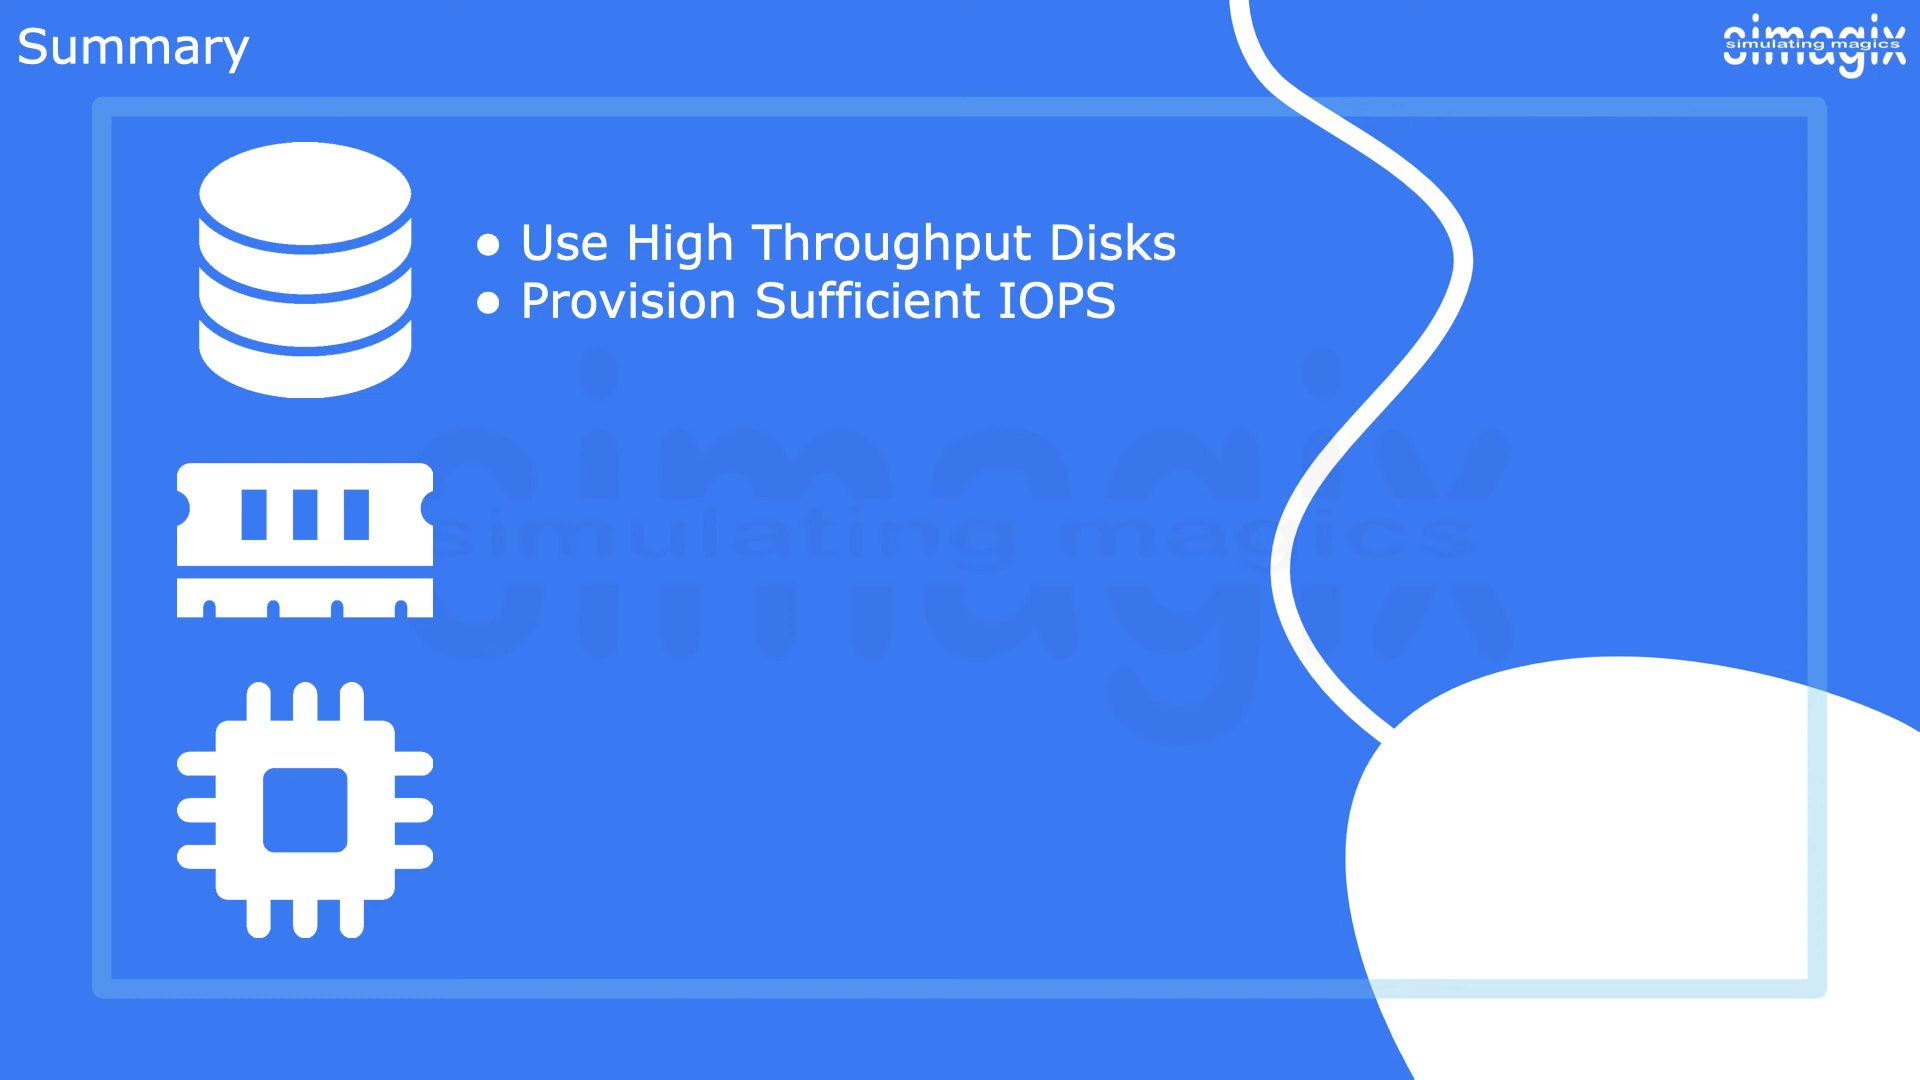 Summary
simagix
simulating magics
● Use High Throughput Disks
● Provision Sufficient IOPS
simagix
simulating magics